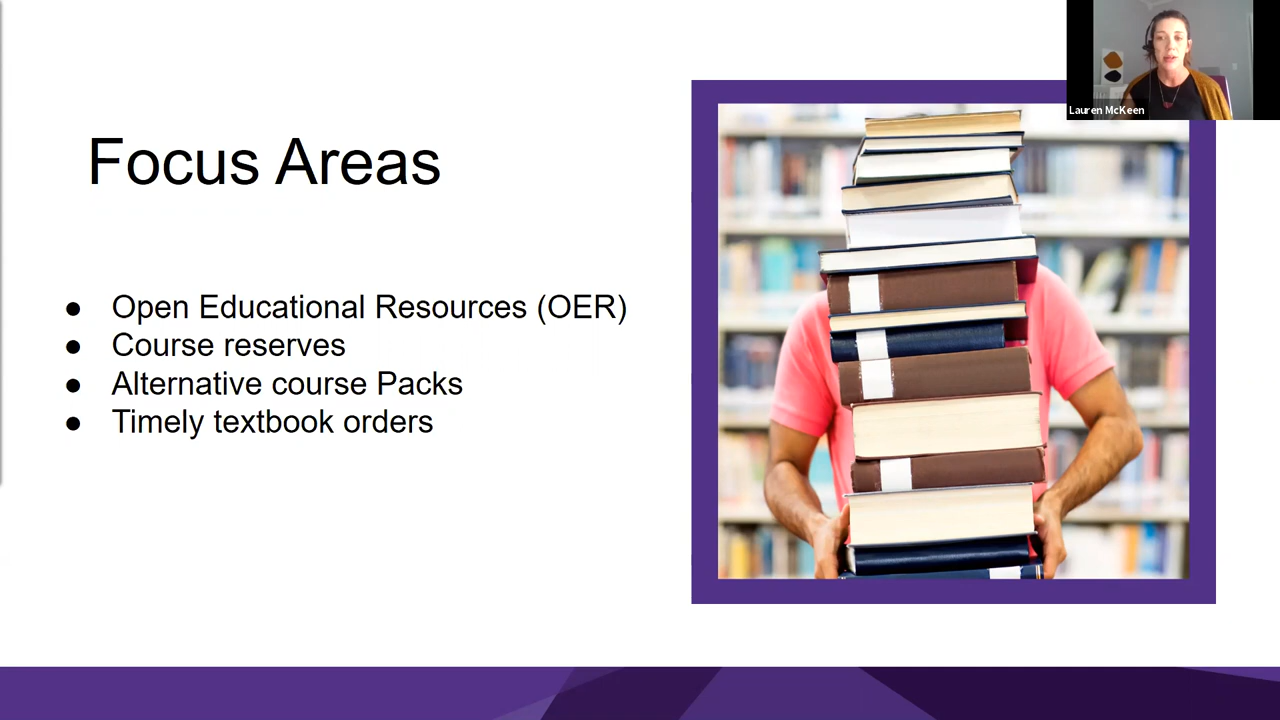 Lauren McKeen
Focus Areas
● Open Educational Resources (OER)
● Course reserves
● Alternative course Packs
● Timely textbook orders